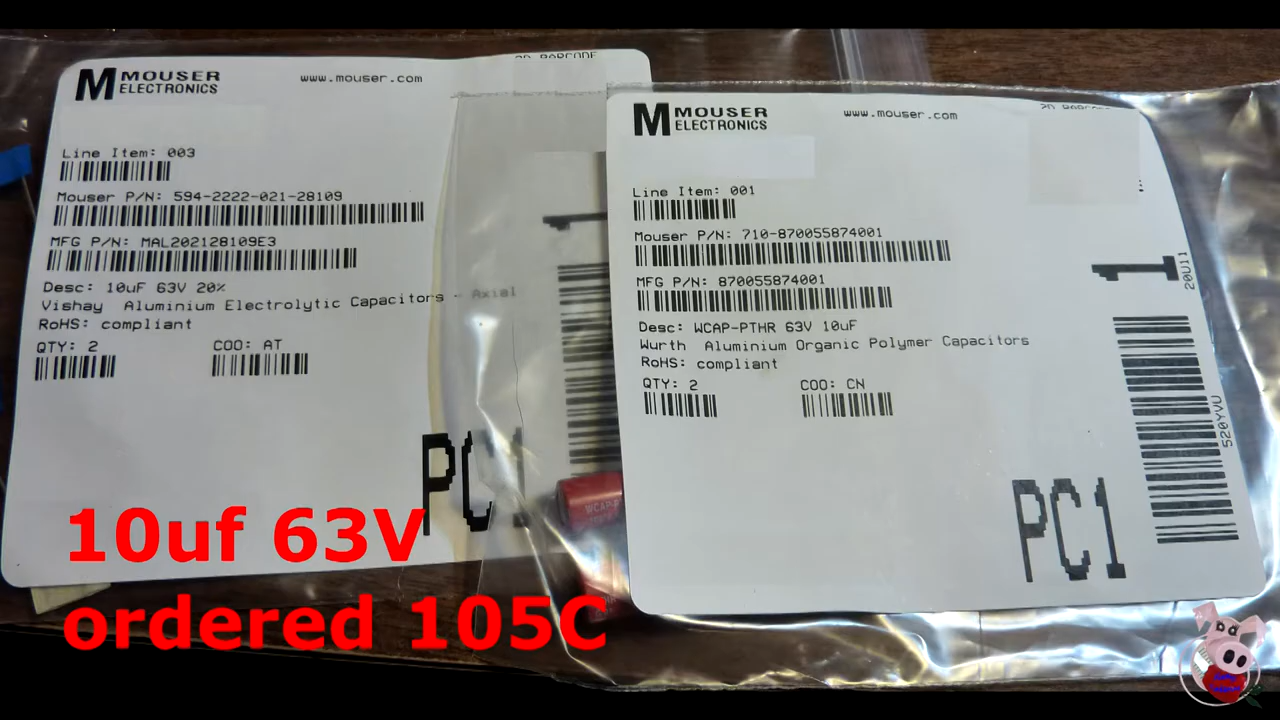 MOUSER
ELECTRONICS
www.mouser.com
Line Item: 003
Mouser P/N: 594-2222-021-28109
MFG P/N: MAL202128109E3
Desc: 10uF 63V 20%
Vishay Aluminium Electrolytic Capacitors - Axial
RoHS: compliant
QTY: 2 COO: AT
PC1
MOUSER
ELECTRONICS
www.mouser.com
Line Item: 001
Mouser P/N: 710-870055874001
MFG P/N: 870055874001
Desc: WCAP-PTHR 63V 10uF
Wurth Aluminium Organic Polymer Capacitors
RoHS: compliant
QTY: 2 COO: CN
1
20U11
520YVU
PC1
10uf 63V
ordered 105C